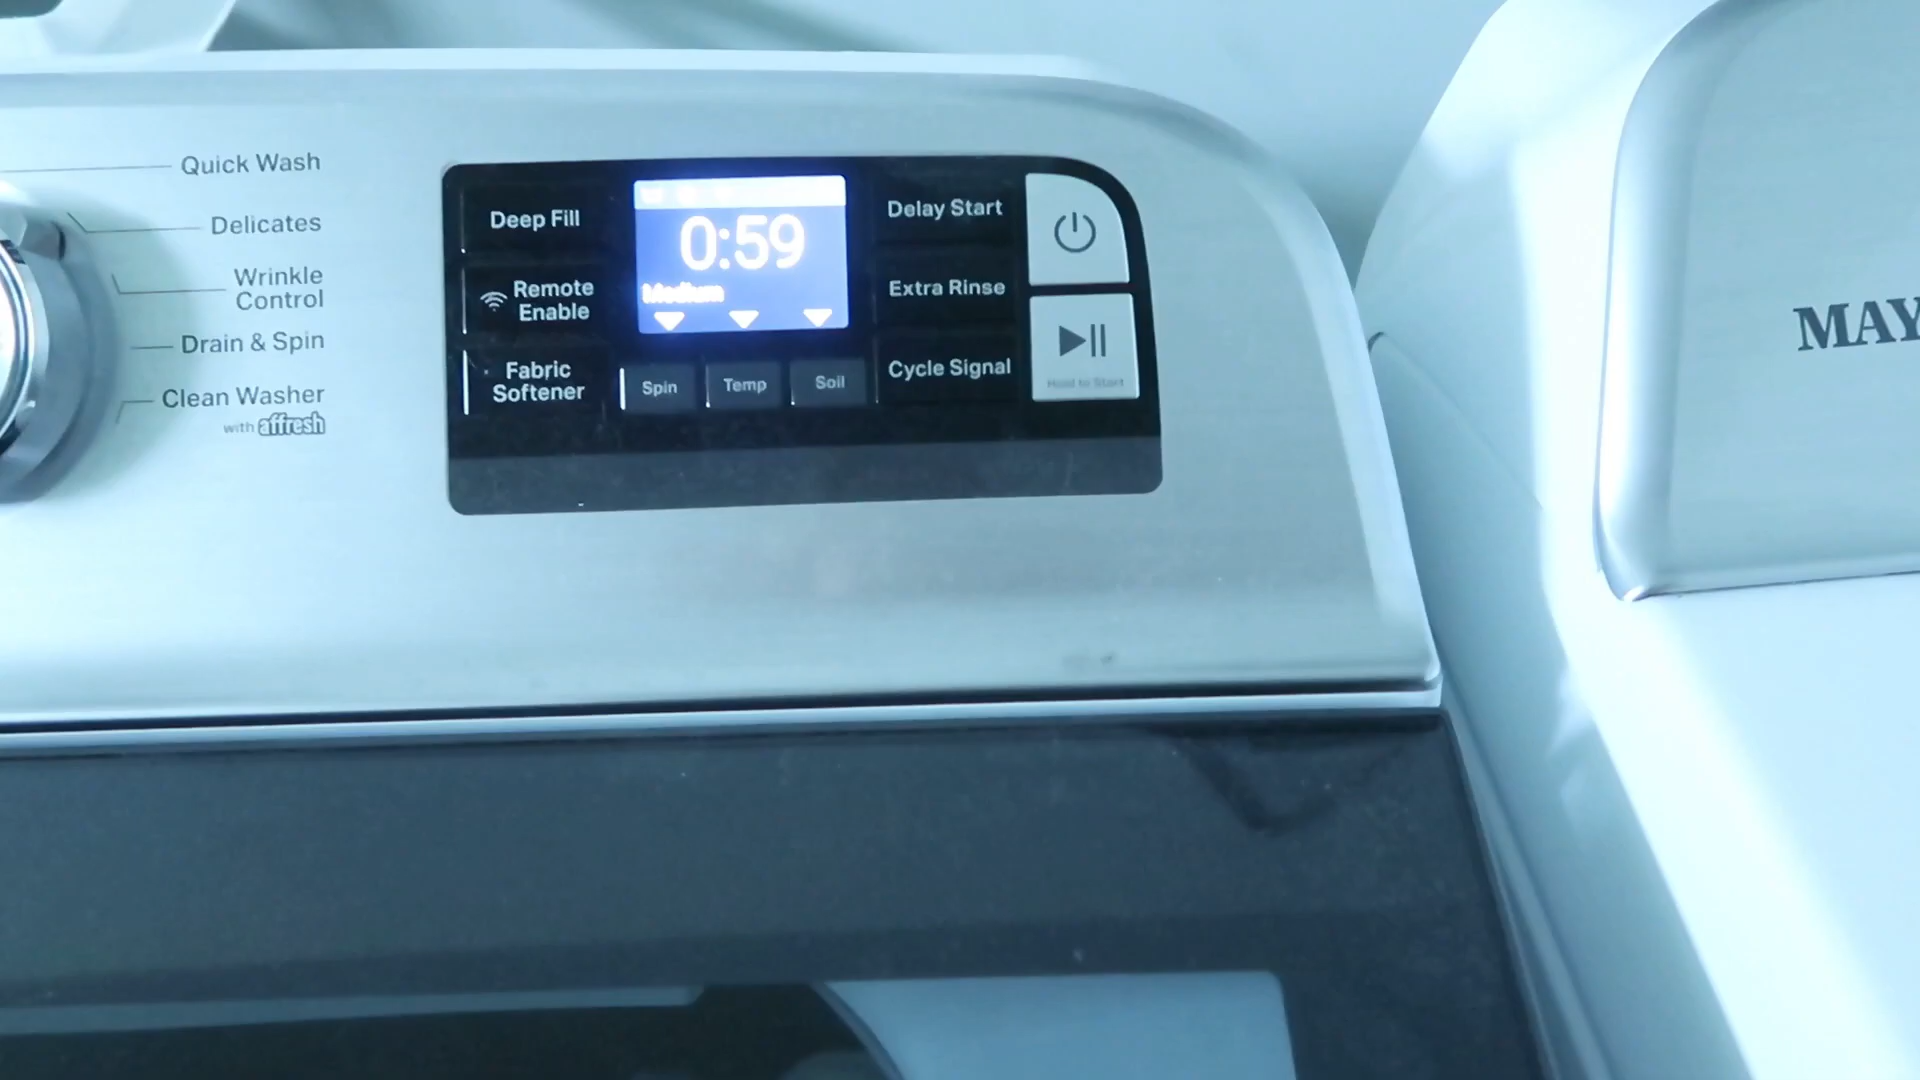 Quick Wash
Delicates
Wrinkle
Control
Drain & Spin
Clean Washer
with affresh
Deep Fill
Remote
Enable
Fabric
Softener
0:59
Medium
Spin
Temp
Soil
Delay Start
Extra Rinse
Cycle Signal
Hold to Start
MAY